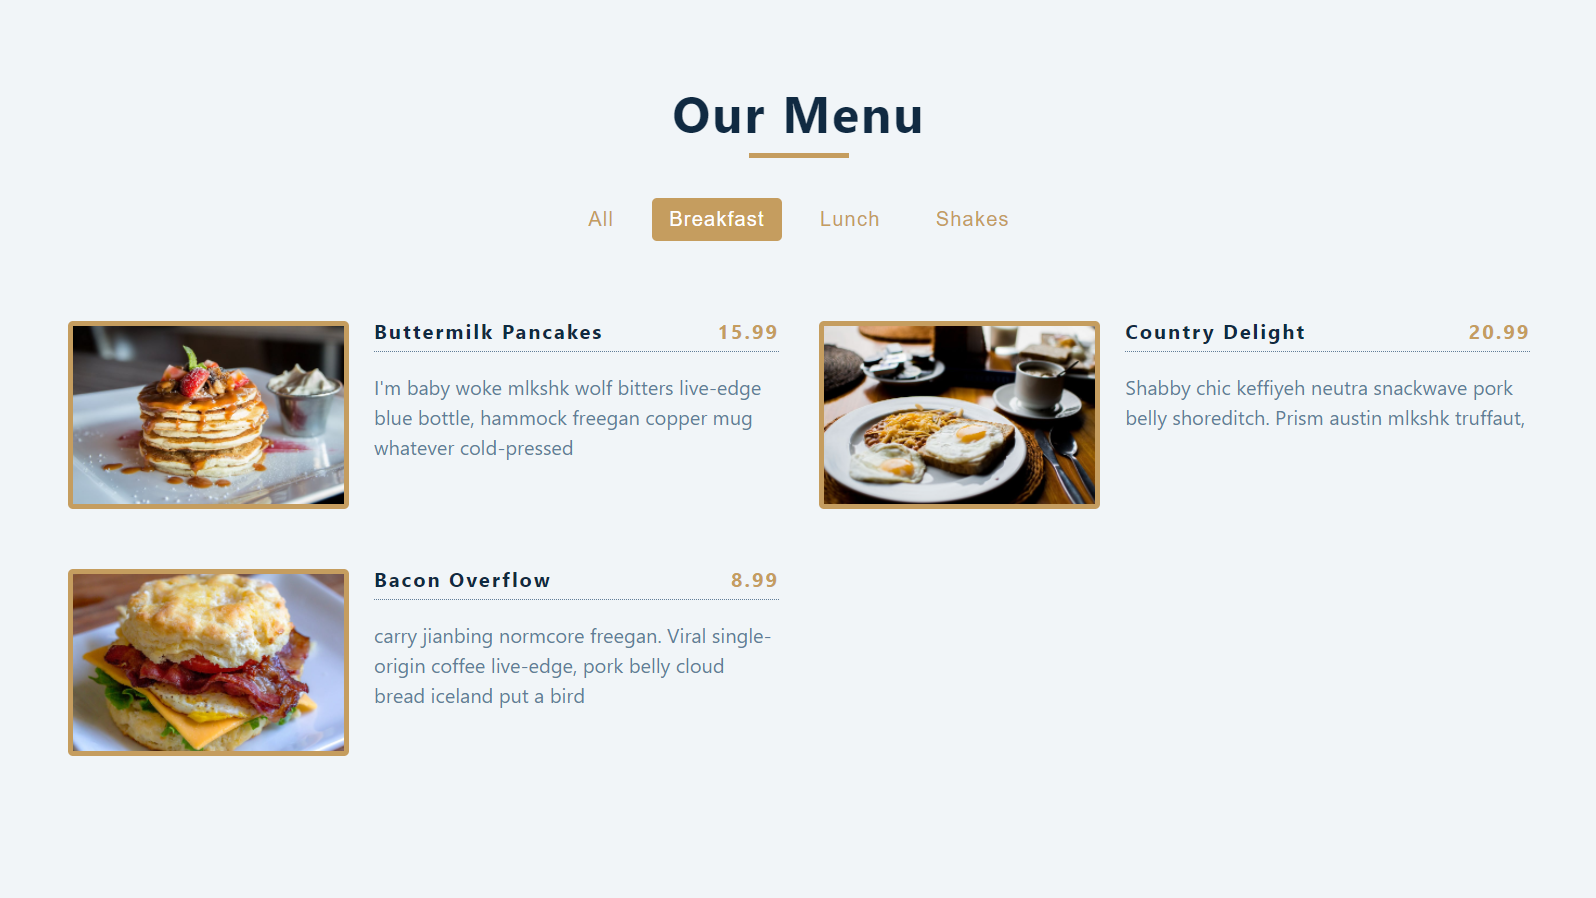 Our Menu
All
Breakfast
Lunch
Shakes
Buttermilk Pancakes 15.99
I'm baby woke mlkshk wolf bitters live-edge
blue bottle, hammock freegan copper mug
whatever cold-pressed
Country Delight 20.99
Shabby chic keffiyeh neutra snackwave pork
belly shoreditch. Prism austin mlkshk truffaut,
Bacon Overflow 8.99
carry jianbing normcore freegan. Viral single-
origin coffee live-edge, pork belly cloud
bread iceland put a bird